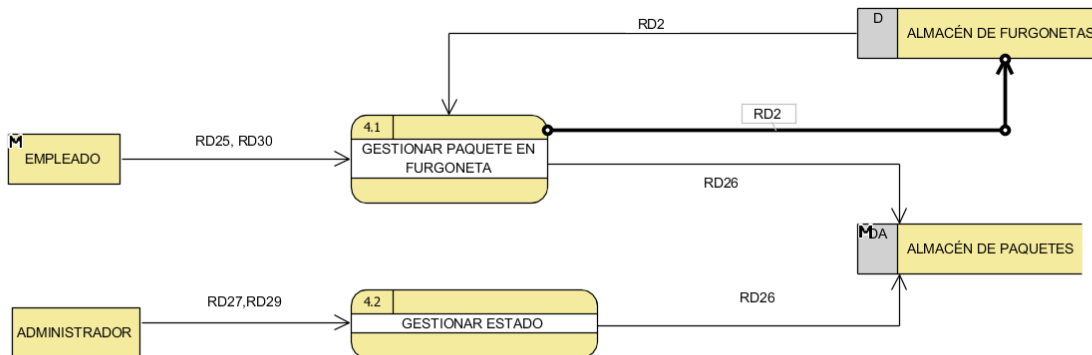 RD2
D
ALMACÉN DE FURGONETAS
RD2
4.1
GESTIONAR PAQUETE EN
FURGONETA
M
EMPLEADO
RD25, RD30
RD26
M
DA
ALMACÉN DE PAQUETES
RD27,RD29
4.2
GESTIONAR ESTADO
RD26
ADMINISTRADOR